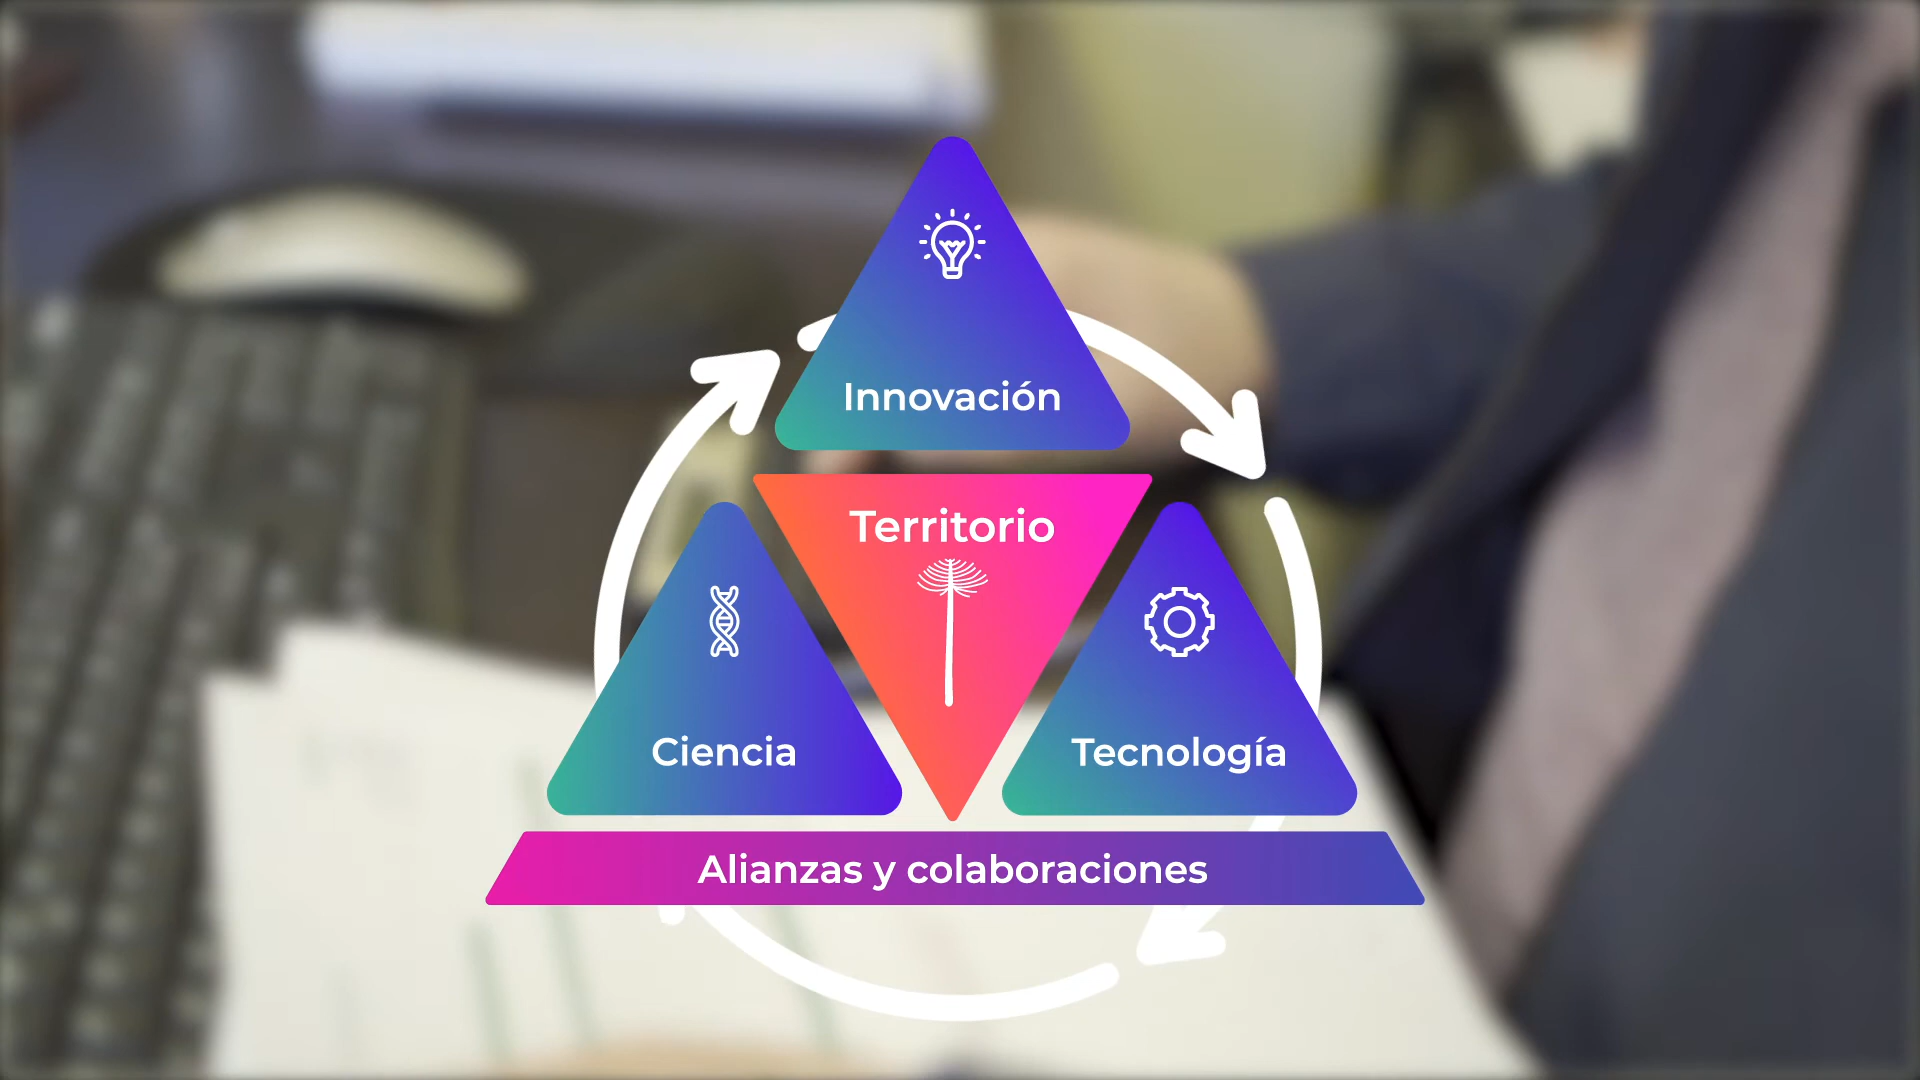 Innovación
Territorio
Ciencia
Tecnología
Alianzas y colaboraciones